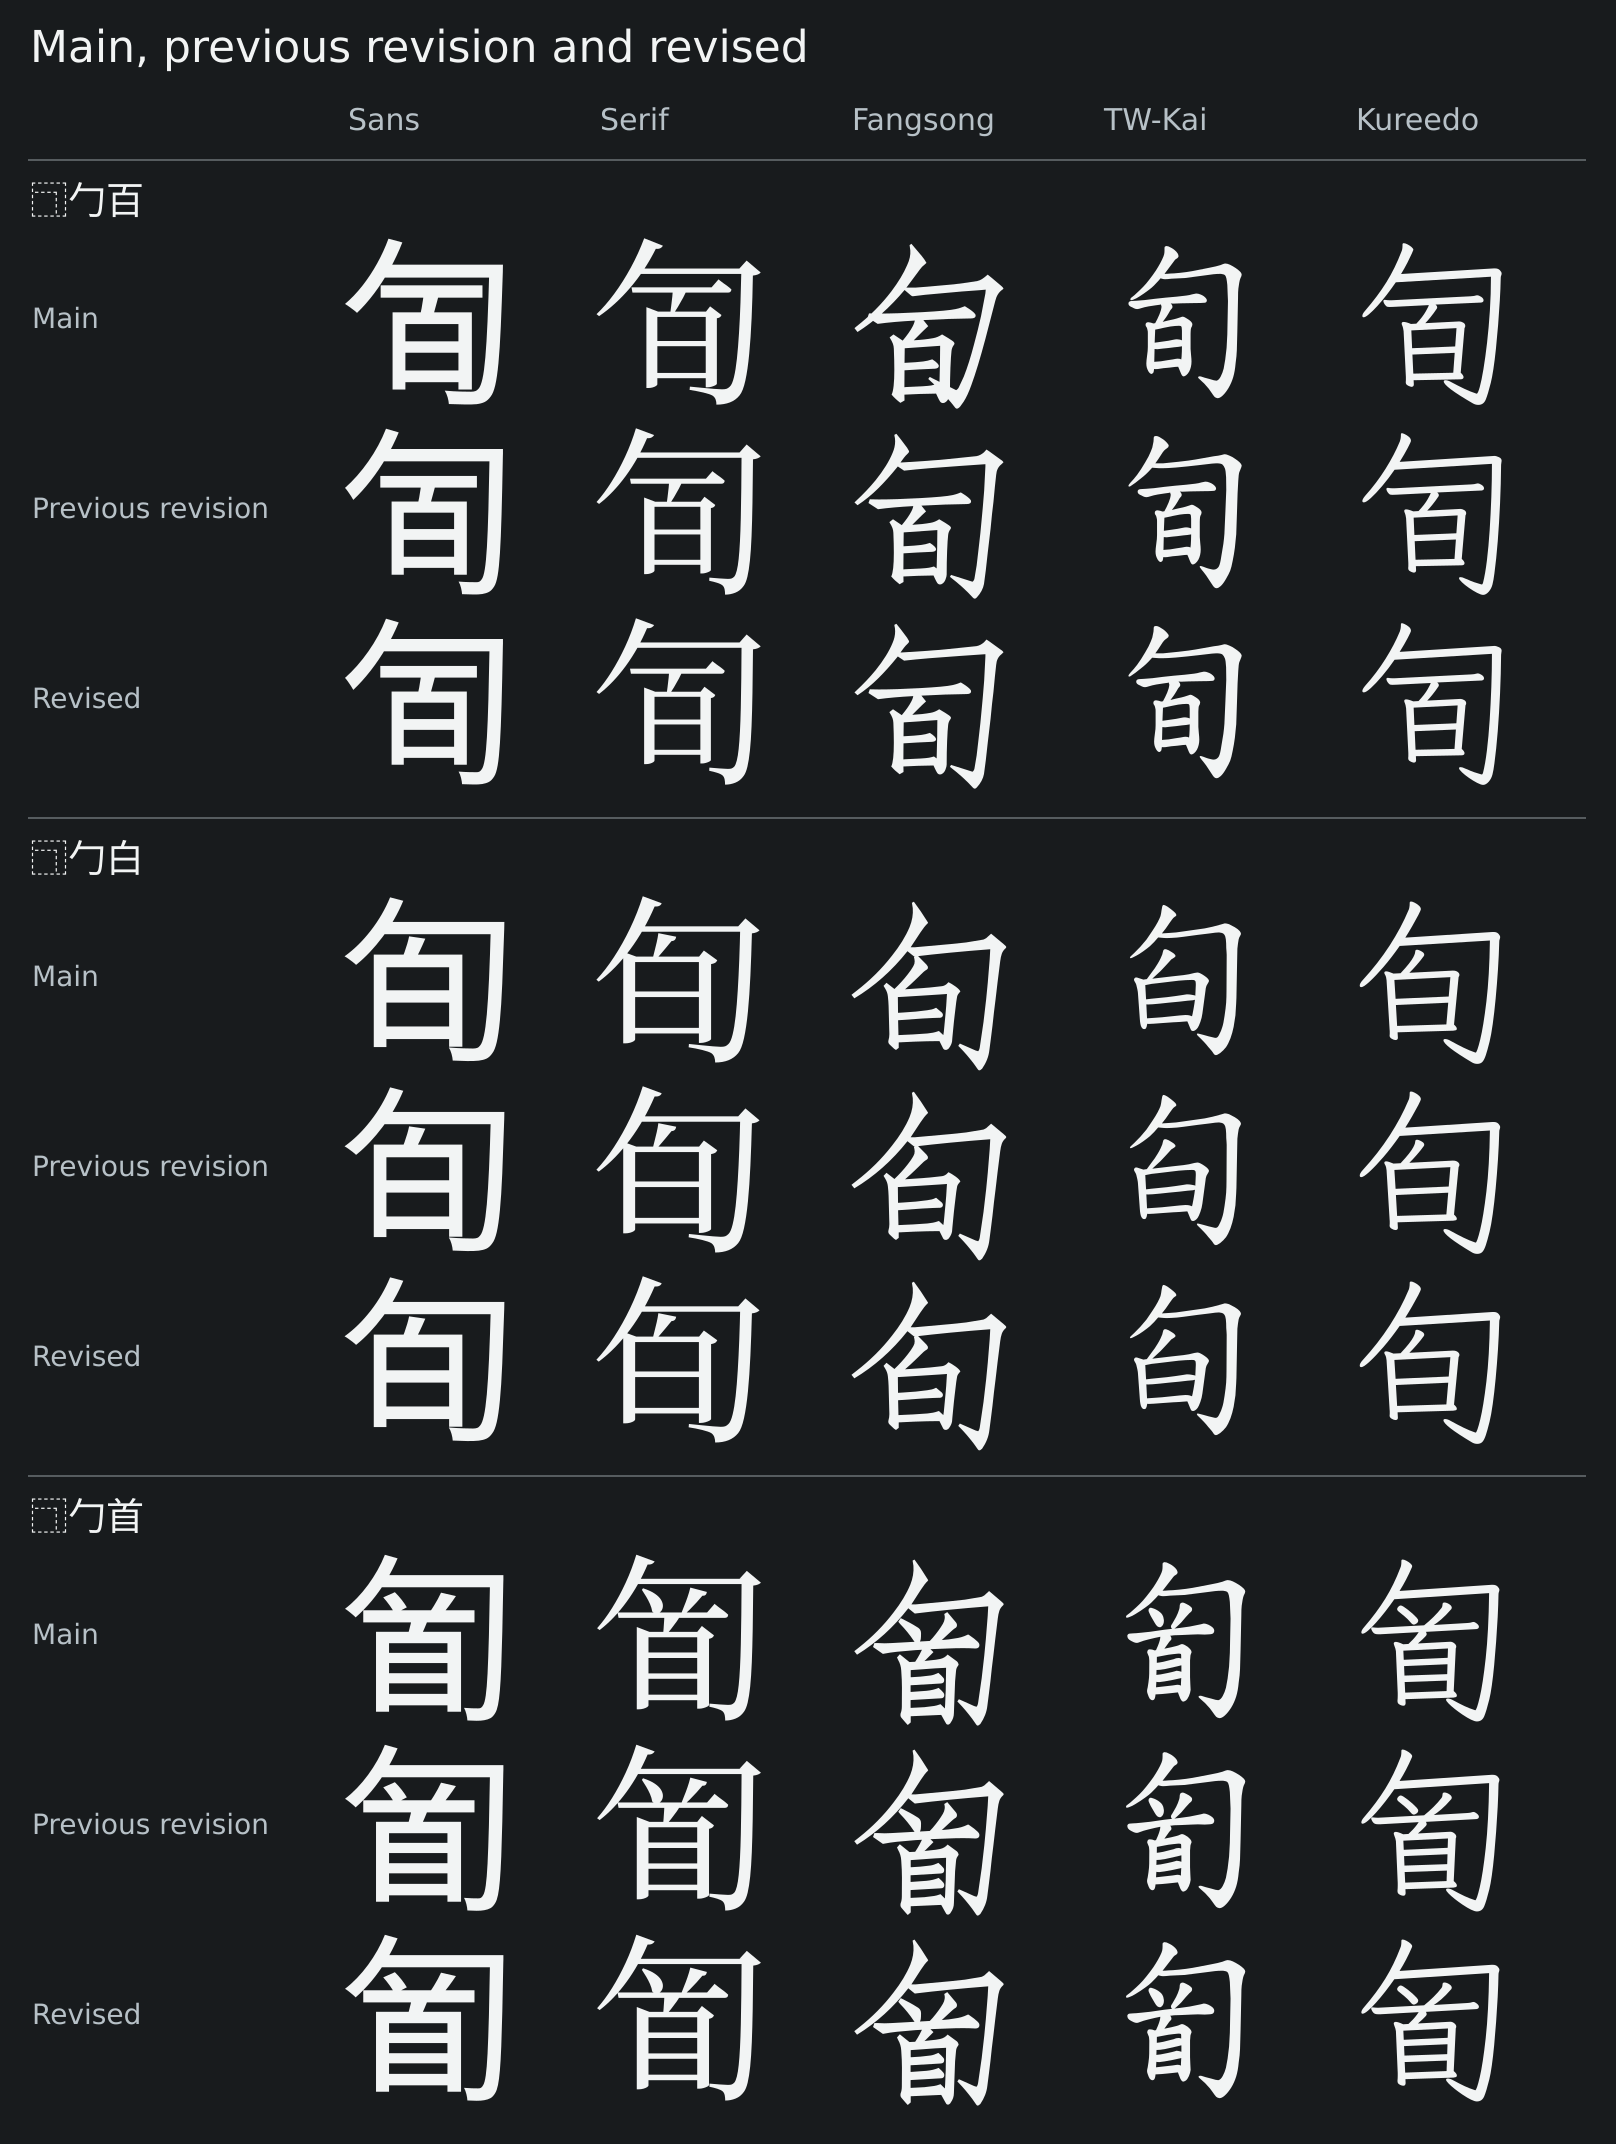 Main, previous revision and revised
Sans Serif Fangsong TW-Kai Kureedo
⿹勹百
Main
Previous revision
Revised
⿹勹白
Main
Previous revision
Revised
⿹勹首
Main
Previous revision
Revised